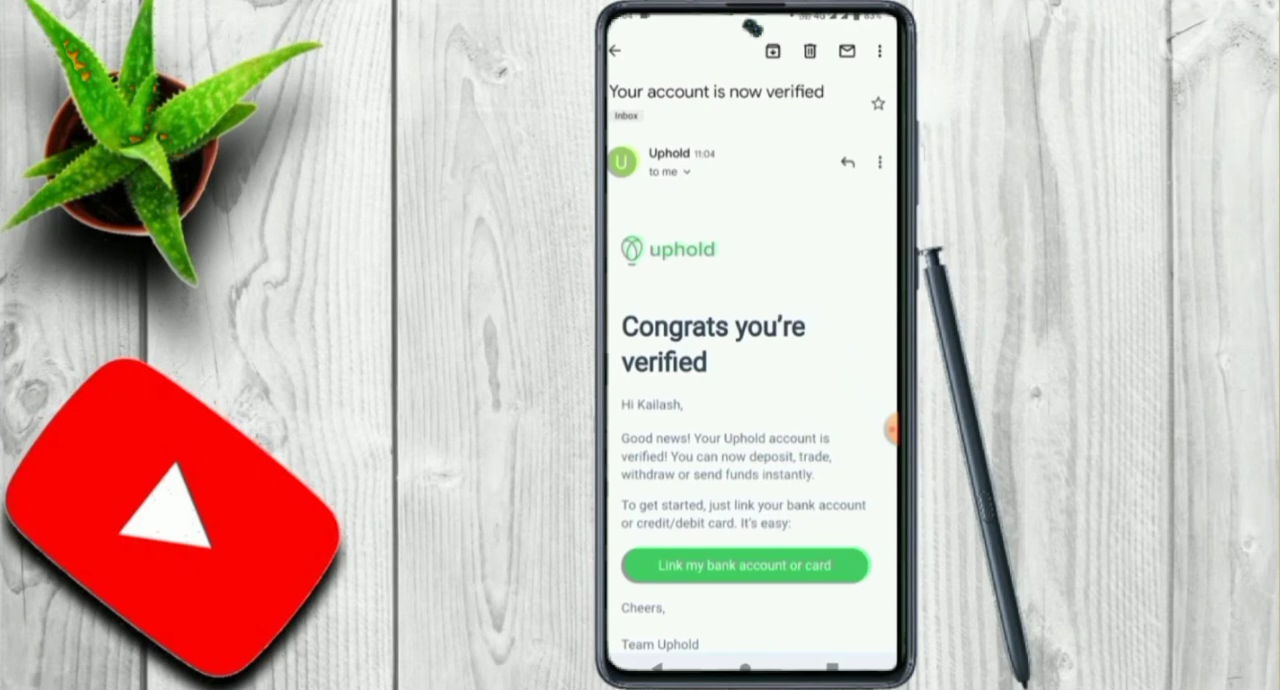 Your account is now verified
Inbox
U
Uphold 11:04
to me
uphold
Congrats you're
verified
Hi Kailash,
Good news! Your Uphold account is
verified! You can now deposit, trade,
withdraw or send funds instantly.
To get started, just link your bank account
or credit/debit card. It's easy:
Link my bank account or card
Cheers,
Team Uphold